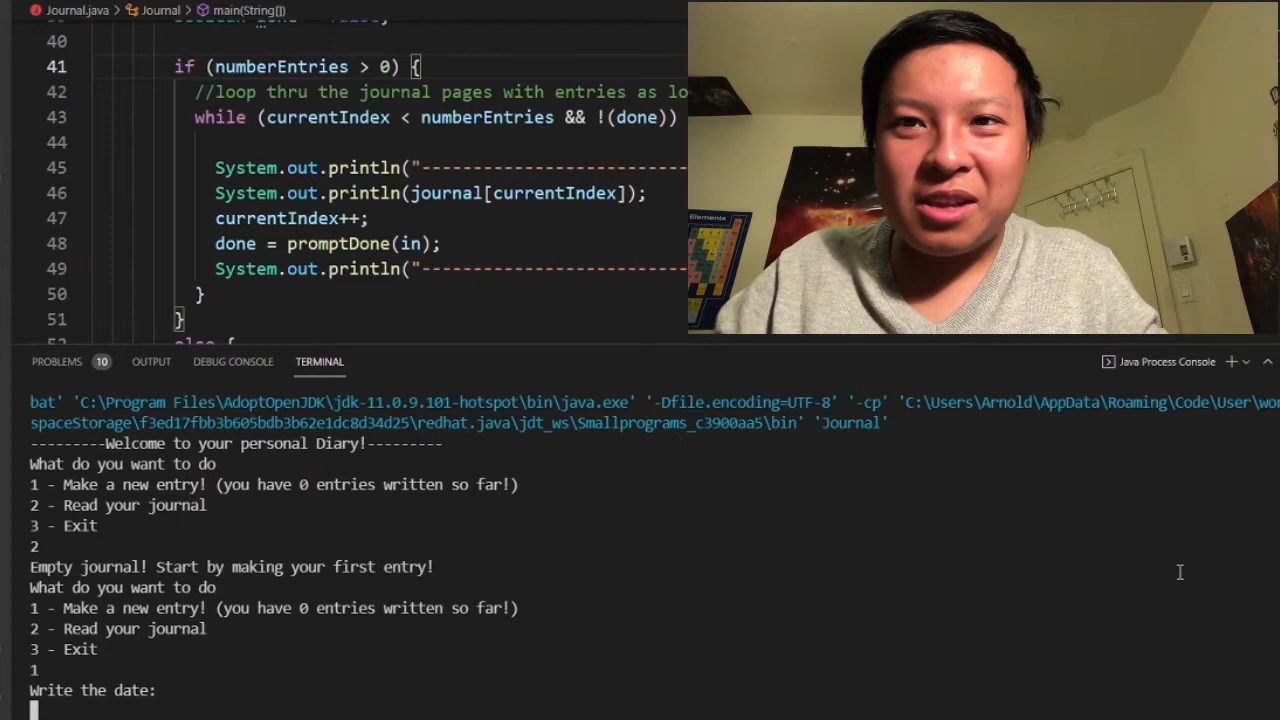 Journal.java > Journal > main(String[])
40
41 if (numberEntries > 0) {
42 //loop thru the journal pages with entries as lo
43 while (currentIndex < numberEntries && !(done))
44
45 System.out.println("------------------------------
46 System.out.println(journal[currentIndex]);
47 currentIndex++;
48 done = promptDone(in);
49 System.out.println("------------------------------
50 }
51 }
else {
Elemente
PROBLEMS 10 OUTPUT DEBUG CONSOLE TERMINAL
Java Process Console
bat' 'C:\Program Files\AdoptOpenJDK\jdk-11.0.9.101-hotspot\bin\java.exe' '-Dfile.encoding=UTF-8' '-cp' 'C:\Users\Arnold\AppData\Roaming\Code\User\wor
spaceStorage\f3ed17fbb3b605bdb3b62e1dc8d34d25\redhat.java\jdt_ws\Smallprograms_c3900aa5\bin' 'Journal'
---------Welcome to your personal Diary!---------
What do you want to do
1 - Make a new entry! (you have 0 entries written so far!)
2 - Read your journal
3 - Exit
2
Empty journal! Start by making your first entry!
What do you want to do
1 - Make a new entry! (you have 0 entries written so far!)
2 - Read your journal
3 - Exit
1
Write the date: